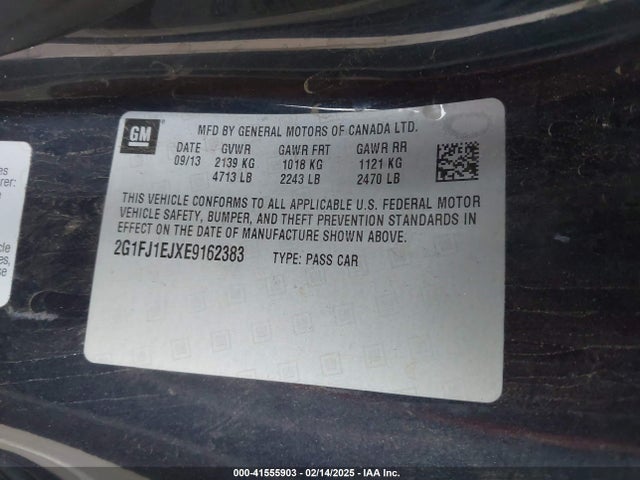 GM
MFD BY GENERAL MOTORS OF CANADA LTD.
DATE GVWR GAWR FRT GAWR RR
09/13 2139 KG 1018 KG 1121 KG
4713 LB 2243 LB 2470 LB
THIS VEHICLE CONFORMS TO ALL APPLICABLE U.S. FEDERAL MOTOR
VEHICLE SAFETY, BUMPER, AND THEFT PREVENTION STANDARDS IN
EFFECT ON THE DATE OF MANUFACTURE SHOWN ABOVE.
2G1FJ1EJXE9162383 TYPE: PASS CAR
000-41555903 - 02/14/2025 - IAA Inc.